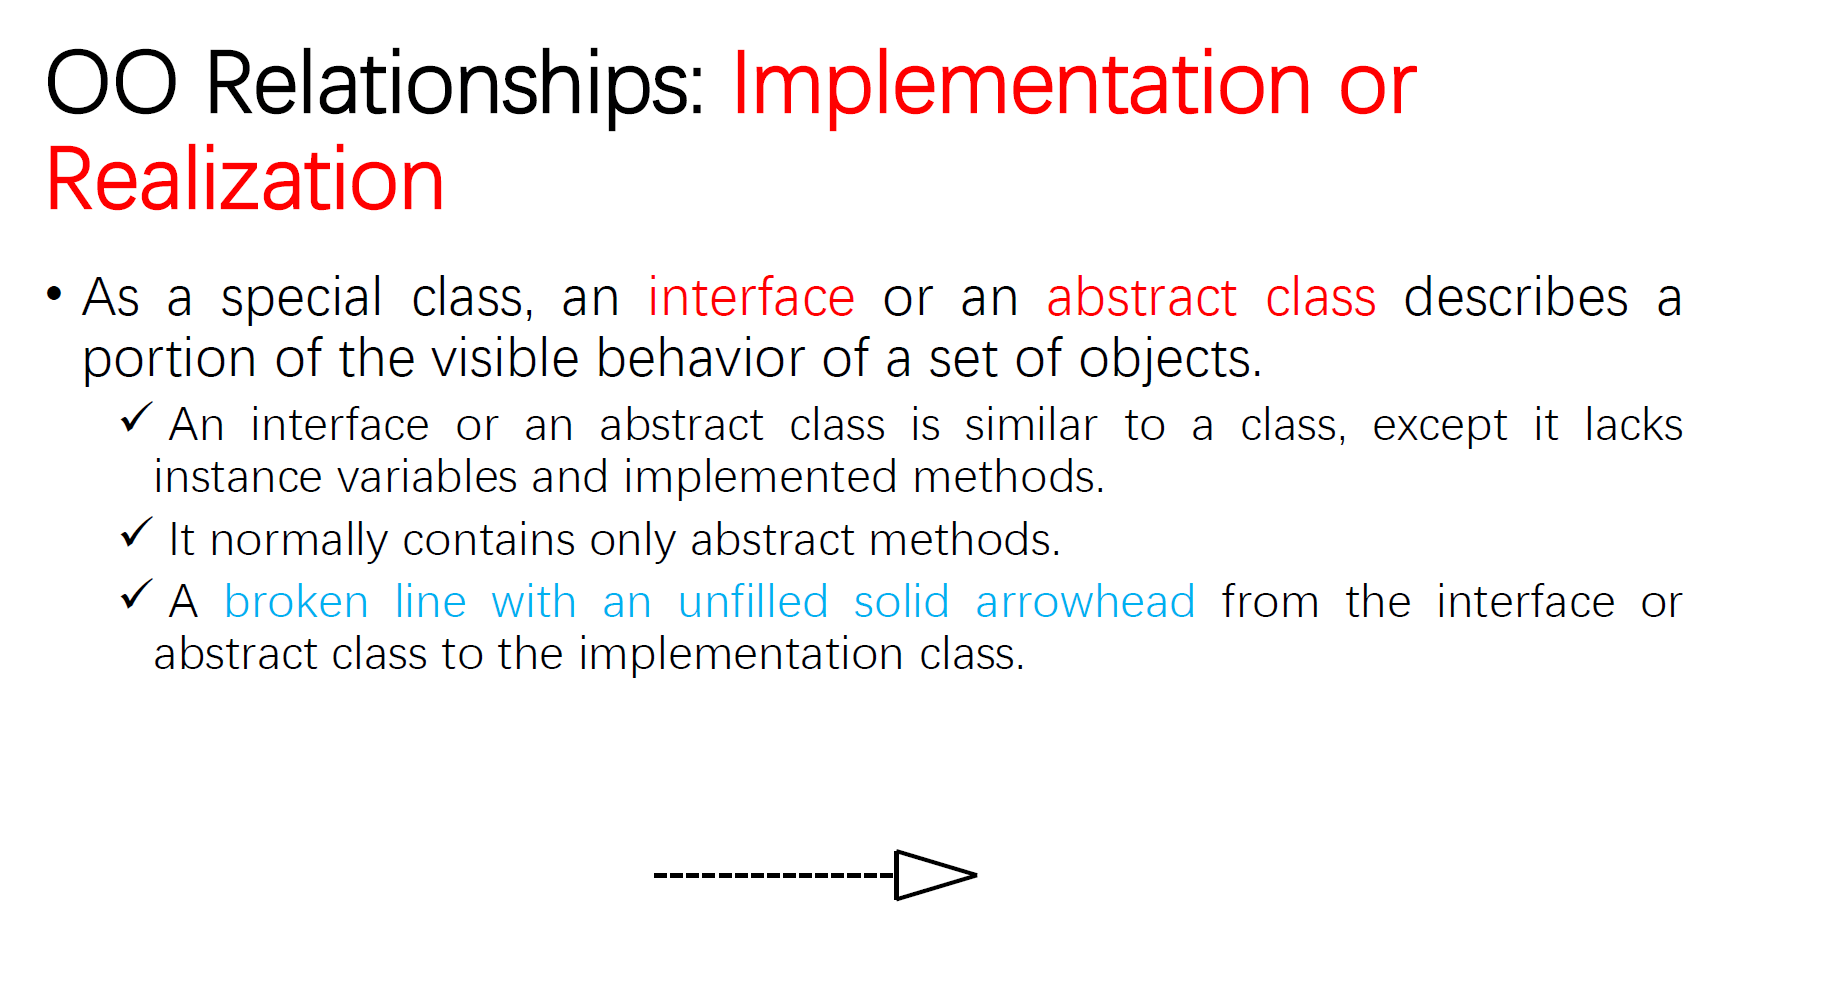 OO Relationships: Implementation or
Realization
• As a special class, an interface or an abstract class describes a
portion of the visible behavior of a set of objects.
✓ An interface or an abstract class is similar to a class, except it lacks
instance variables and implemented methods.
✓ It normally contains only abstract methods.
✓ A broken line with an unfilled solid arrowhead from the interface or
abstract class to the implementation class.